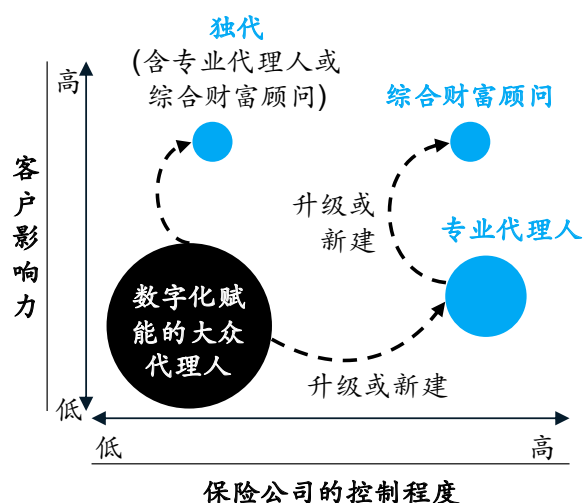 独代
(含专业代理人或
综合财富顾问)
高
综合财富顾问
客户影响力
升级或
新建
专业代理人
数字化赋
能的大众
代理人
升级或新建
低
低
高
保险公司的控制程度